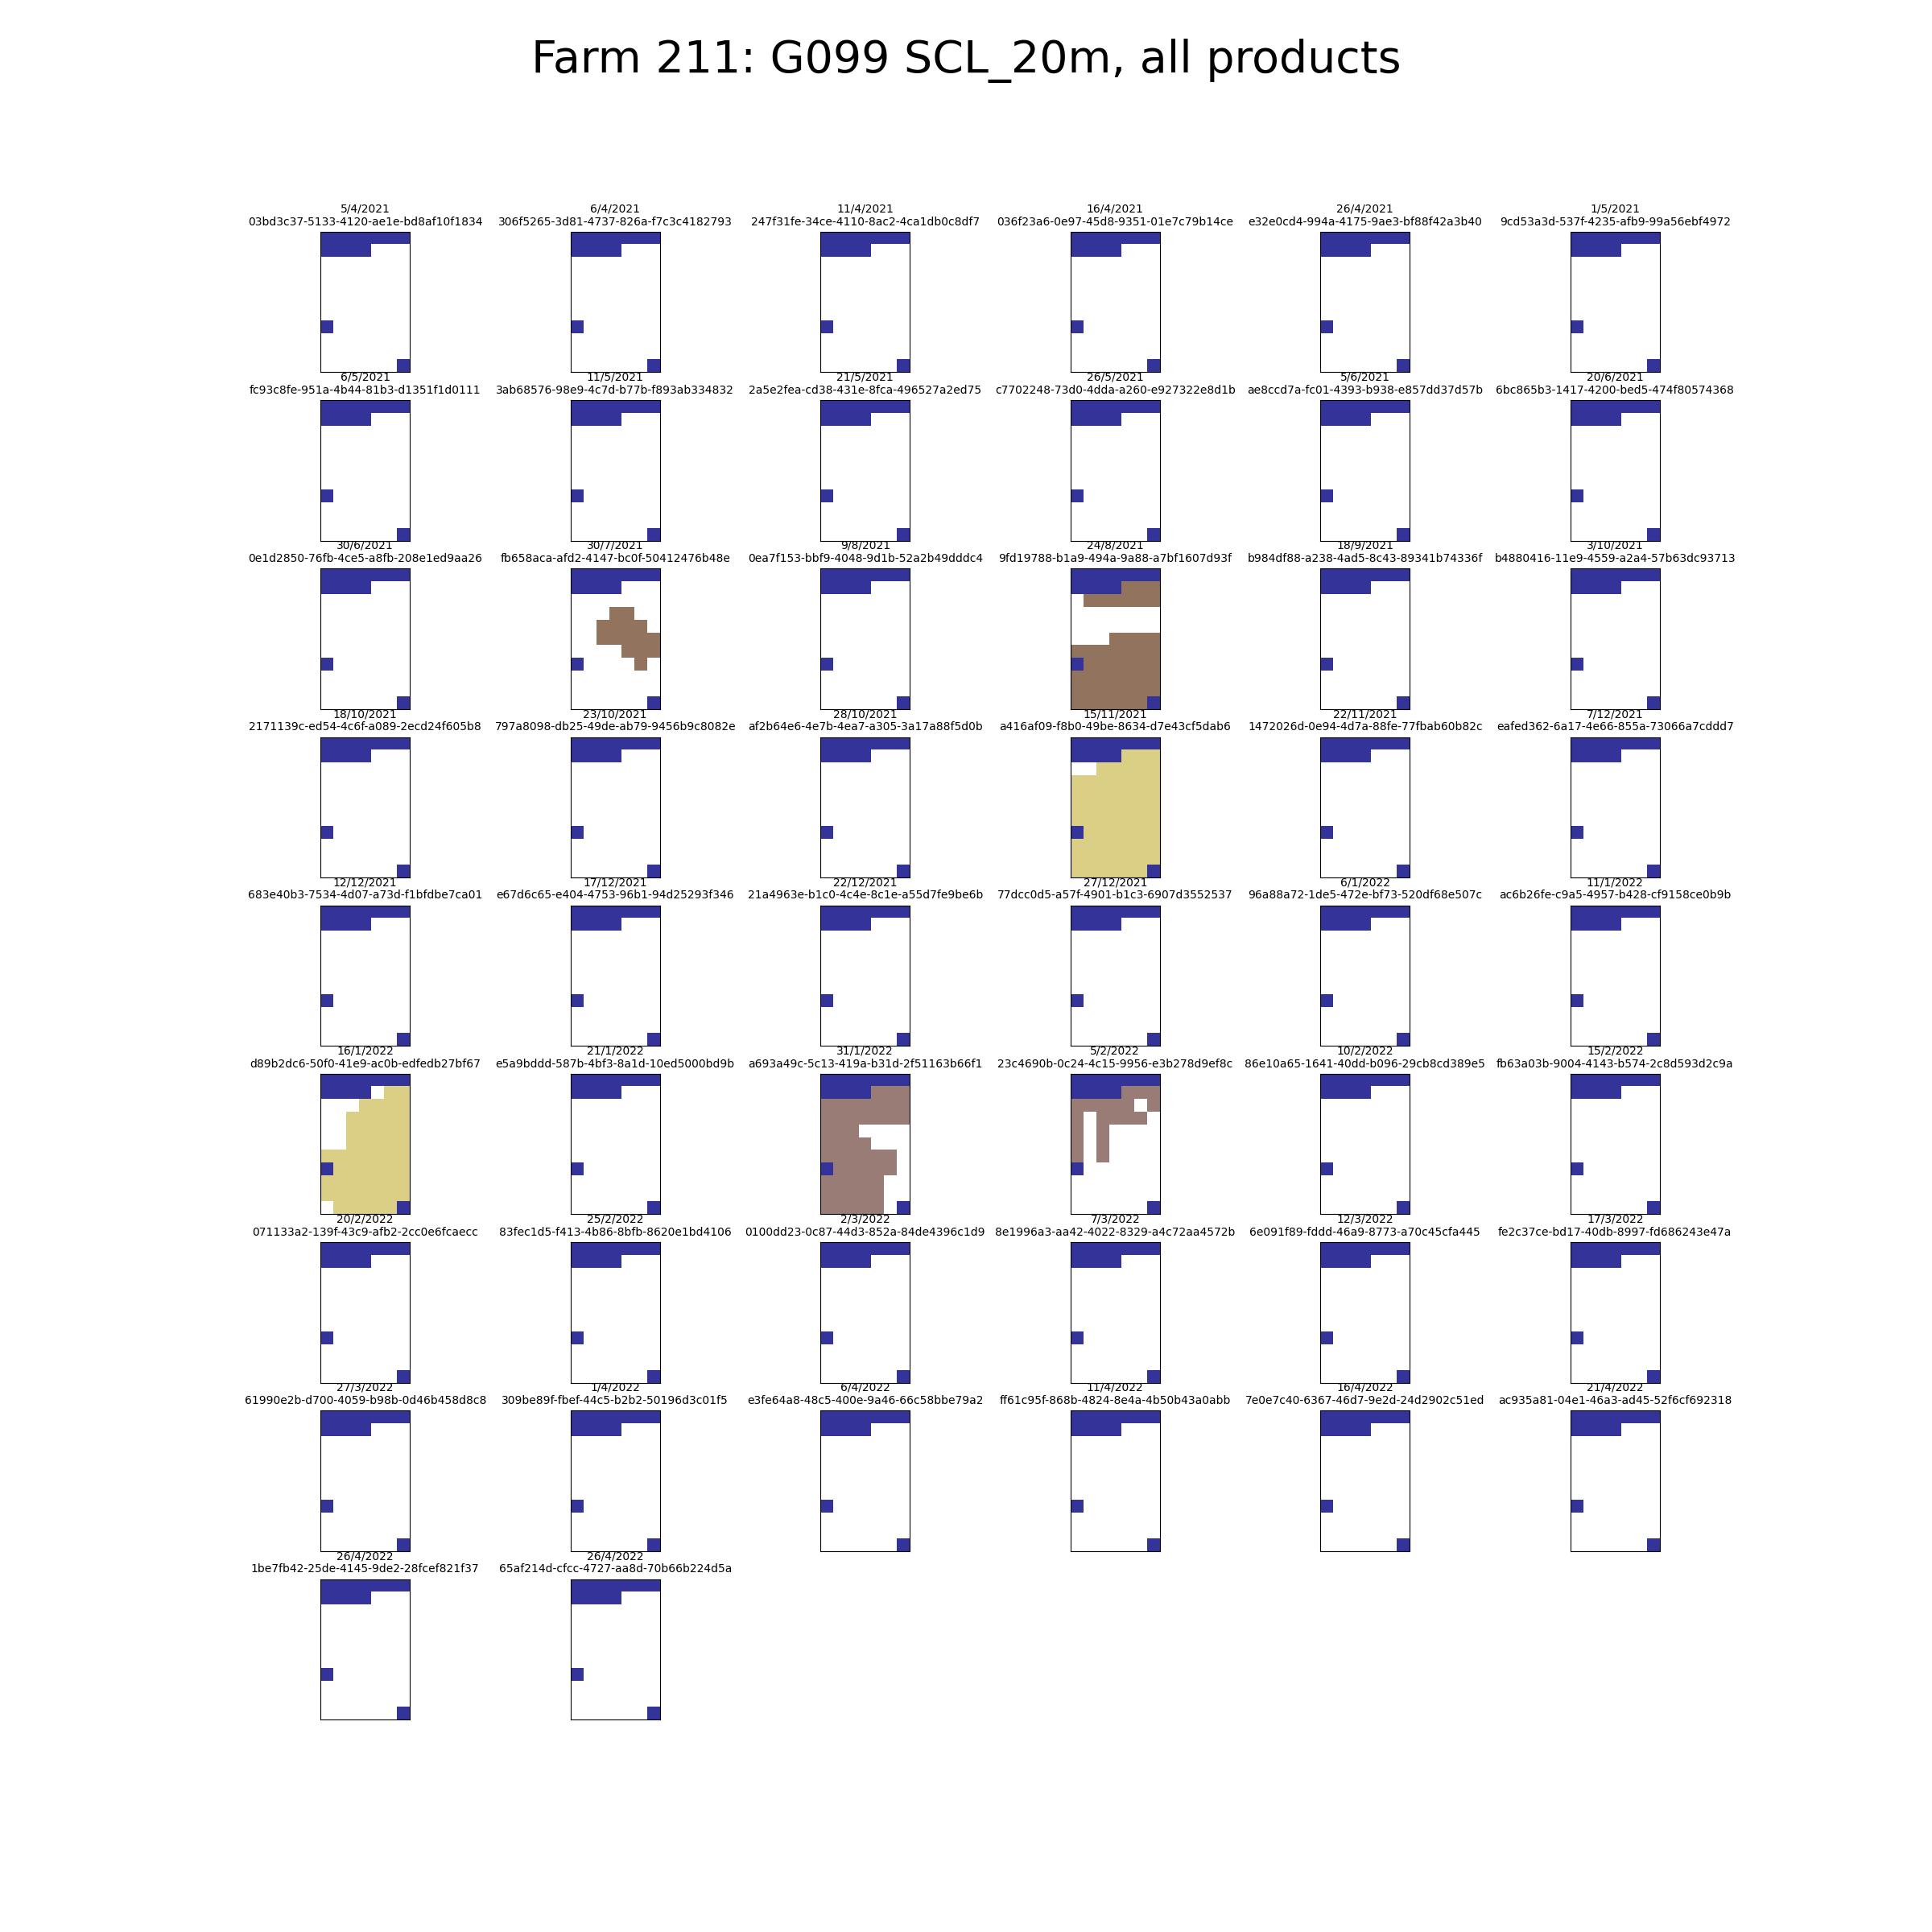 Farm 211: G099 SCL_20m, all products
5/4/2021
03bd3c37-5133-4120-ae1e-bd8af10f1834
6/4/2021
306f5265-3d81-4737-826a-f7c3c4182793
11/4/2021
247f31fe-34ce-4110-8ac2-4ca1db0c8df7
16/4/2021
036f23a6-0e97-45d8-9351-01e7c79b14ce
26/4/2021
e32e0cd4-994a-4175-9ae3-bf88f42a3b40
1/5/2021
9cd53a3d-537f-4235-afb9-99a56ebf4972
6/5/2021
fc93c8fe-951a-4b44-81b3-d1351f1d0111
11/5/2021
3ab68576-98e9-4c7d-b77b-f893ab334832
21/5/2021
2a5e2fea-cd38-431e-8fca-496527a2ed75
26/5/2021
c7702248-73d0-4dda-a260-e927322e8d1b
5/6/2021
ae8ccd7a-fc01-4393-b938-e857dd37d57b
20/6/2021
6bc865b3-1417-4200-bed5-474f80574368
30/6/2021
0e1d2850-76fb-4ce5-a8fb-208e1ed9aa26
30/7/2021
fb658aca-afd2-4147-bc0f-50412476b48e
9/8/2021
0ea7f153-bbf9-4048-9d1b-52a2b49dddc4
24/8/2021
9fd19788-b1a9-494a-9a88-a7bf1607d93f
18/9/2021
b984df88-a238-4ad5-8c43-89341b74336f
3/10/2021
b4880416-11e9-4559-a2a4-57b63dc93713
18/10/2021
2171139c-ed54-4c6f-a089-2ecd24f605b8
23/10/2021
797a8098-db25-49de-ab79-9456b9c8082e
28/10/2021
af2b64e6-4e7b-4ea7-a305-3a17a88f5d0b
15/11/2021
a416af09-f8b0-49be-8634-d7e43cf5dab6
22/11/2021
1472026d-0e94-4d7a-88fe-77fbab60b82c
7/12/2021
eafed362-6a17-4e66-855a-73066a7cddd7
12/12/2021
683e40b3-7534-4d07-a73d-f1bfdbe7ca01
17/12/2021
e67d6c65-e404-4753-96b1-94d25293f346
22/12/2021
21a4963e-b1c0-4c4e-8c1e-a55d7fe9be6b
27/12/2021
77dcc0d5-a57f-4901-b1c3-6907d3552537
6/1/2022
96a88a72-1de5-472e-bf73-520df68e507c
11/1/2022
ac6b26fe-c9a5-4957-b428-cf9158ce0b9b
16/1/2022
d89b2dc6-50f0-41e9-ac0b-edfedb27bf67
21/1/2022
e5a9bddd-587b-4bf3-8a1d-10ed5000bd9b
31/1/2022
a693a49c-5c13-419a-b31d-2f51163b66f1
5/2/2022
23c4690b-0c24-4c15-9956-e3b278d9ef8c
10/2/2022
86e10a65-1641-40dd-b096-29cb8cd389e5
15/2/2022
fb63a03b-9004-4143-b574-2c8d593d2c9a
20/2/2022
071133a2-139f-43c9-afb2-2cc0e6fcaecc
25/2/2022
83fec1d5-f413-4b86-8bfb-8620e1bd4106
2/3/2022
0100dd23-0c87-44d3-852a-84de4396c1d9
7/3/2022
8e1996a3-aa42-4022-8329-a4c72aa4572b
12/3/2022
6e091f89-fddd-46a9-8773-a70c45cfa445
17/3/2022
fe2c37ce-bd17-40db-8997-fd686243e47a
27/3/2022
61990e2b-d700-4059-b98b-0d46b458d8c8
1/4/2022
309be89f-fbef-44c5-b2b2-50196d3c01f5
6/4/2022
e3fe64a8-48c5-400e-9a46-66c58bbe79a2
11/4/2022
ff61c95f-868b-4824-8e4a-4b50b43a0abb
16/4/2022
7e0e7c40-6367-46d7-9e2d-24d2902c51ed
21/4/2022
ac935a81-04e1-46a3-ad45-52f6cf692318
26/4/2022
1be7fb42-25de-4145-9de2-28fcef821f37
26/4/2022
65af214d-cfcc-4727-aa8d-70b66b224d5a